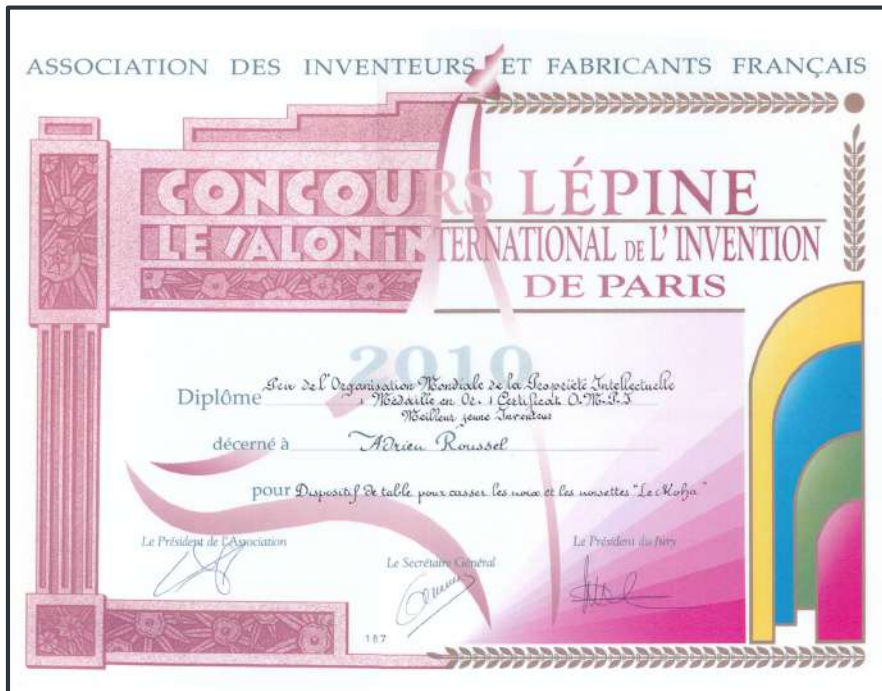 ASSOCIATION DES INVENTEURS ET FABRICANTS FRANÇAIS
CONCOURS LÉPINE
LE SALON INTERNATIONAL DE L'INVENTION
DE PARIS
2010
Diplôme Prix de l'Organisation Mondiale de la Propriété Intellectuelle
1 Médaille en Or. 1 Certificat O.M.P.I
Meilleur jeune Inventeur
décerné à Adrien Roussel
pour Dispositif de table pour casser les noix et les noisettes "Le Moha"
Le Président de l'Association
Le Secrétaire Général
Le Président du Jury
187